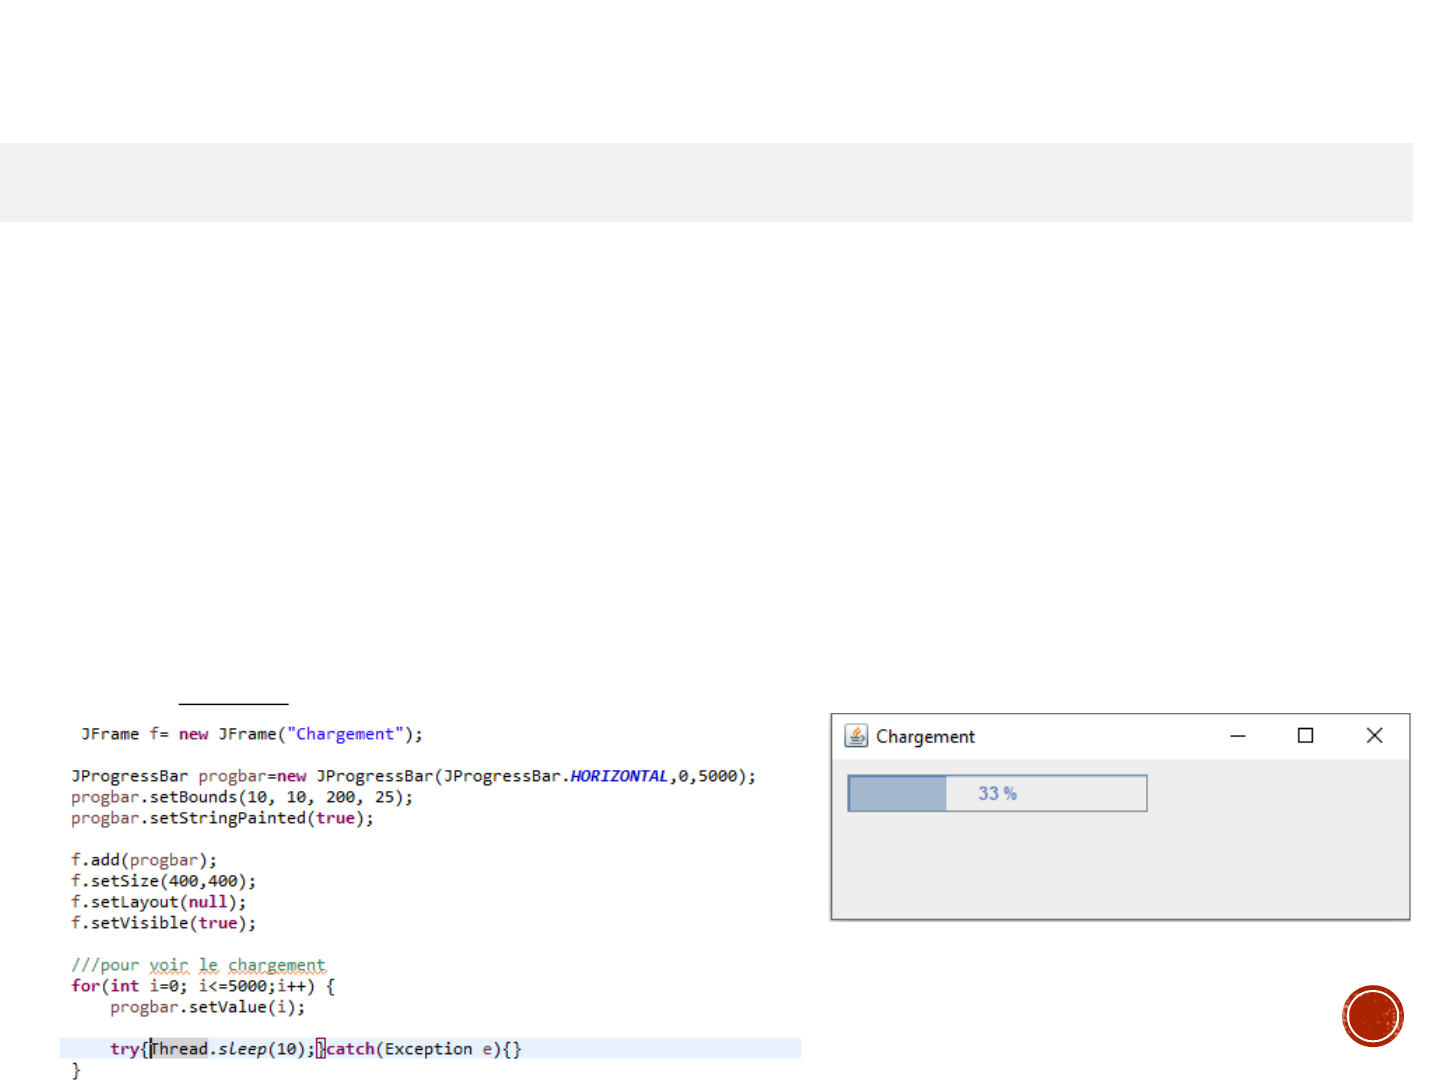 JFrame f= new JFrame("Chargement");
JProgressBar progbar=new JProgressBar(JProgressBar.HORIZONTAL,0,5000);
progbar.setBounds(10, 10, 200, 25);
progbar.setStringPainted(true);
f.add(progbar);
f.setSize(400,400);
f.setLayout(null);
f.setVisible(true);
///pour voir le chargement
for(int i=0; i<=5000;i++) {
progbar.setValue(i);
try{Thread.sleep(10);}catch(Exception e){}
}
Chargement
33 %